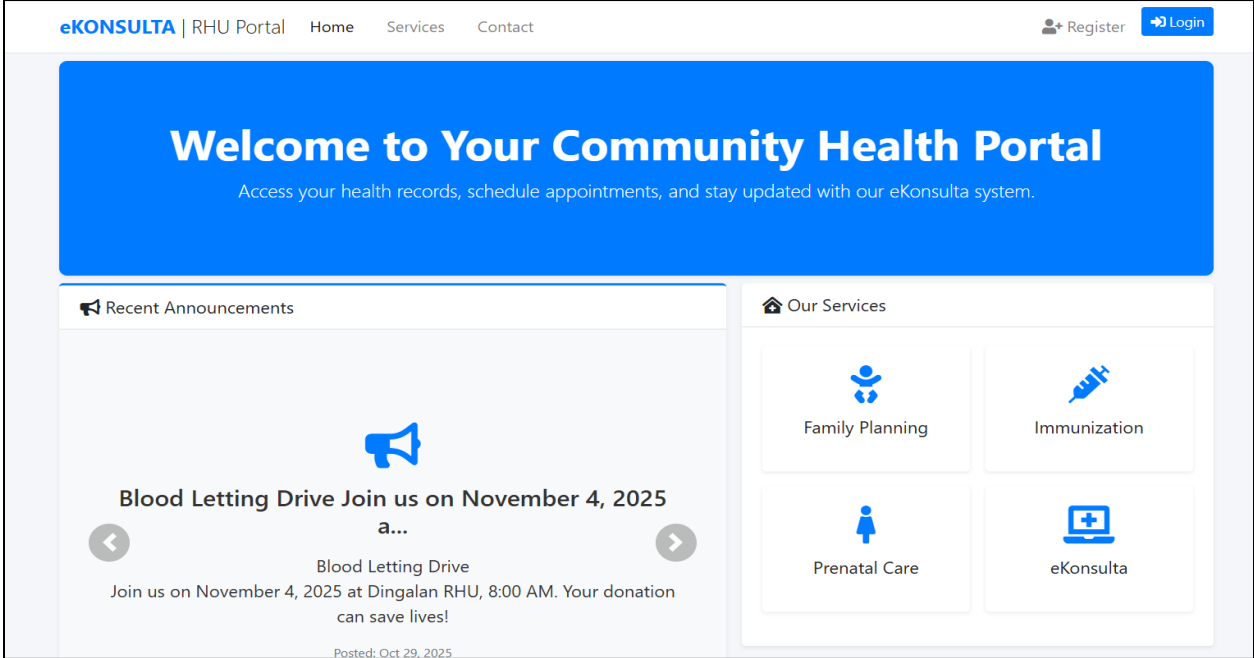 eKONSULTA | RHU Portal Home Services Contact Register Login
Welcome to Your Community Health Portal
Access your health records, schedule appointments, and stay updated with our eKonsulta system.
Recent Announcements
Blood Letting Drive Join us on November 4, 2025
a...
Blood Letting Drive
Join us on November 4, 2025 at Dingalan RHU, 8:00 AM. Your donation
can save lives!
Posted: Oct 29, 2025
Our Services
Family Planning
Immunization
Prenatal Care
eKonsulta